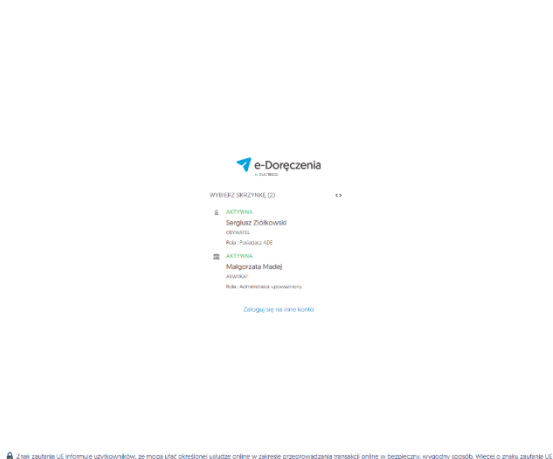 e-Doręczenia
WYBIERZ SKRZYNKĘ (2)
AKTYWNA
Sergiusz Ziółkowski
OBYWATEL
Rola: Posiadacz ADE
AKTYWNA
Małgorzata Madej
ADWOKAT
Rola: Administrator uprawniony
Zaloguj się na inne konto
Znak zaufania UE informuje użytkowników, że mogą ufać określonej usłudze online w zakresie przeprowadzania transakcji online w bezpieczny, wygodny sposób. Więcej o znaku zaufania UE